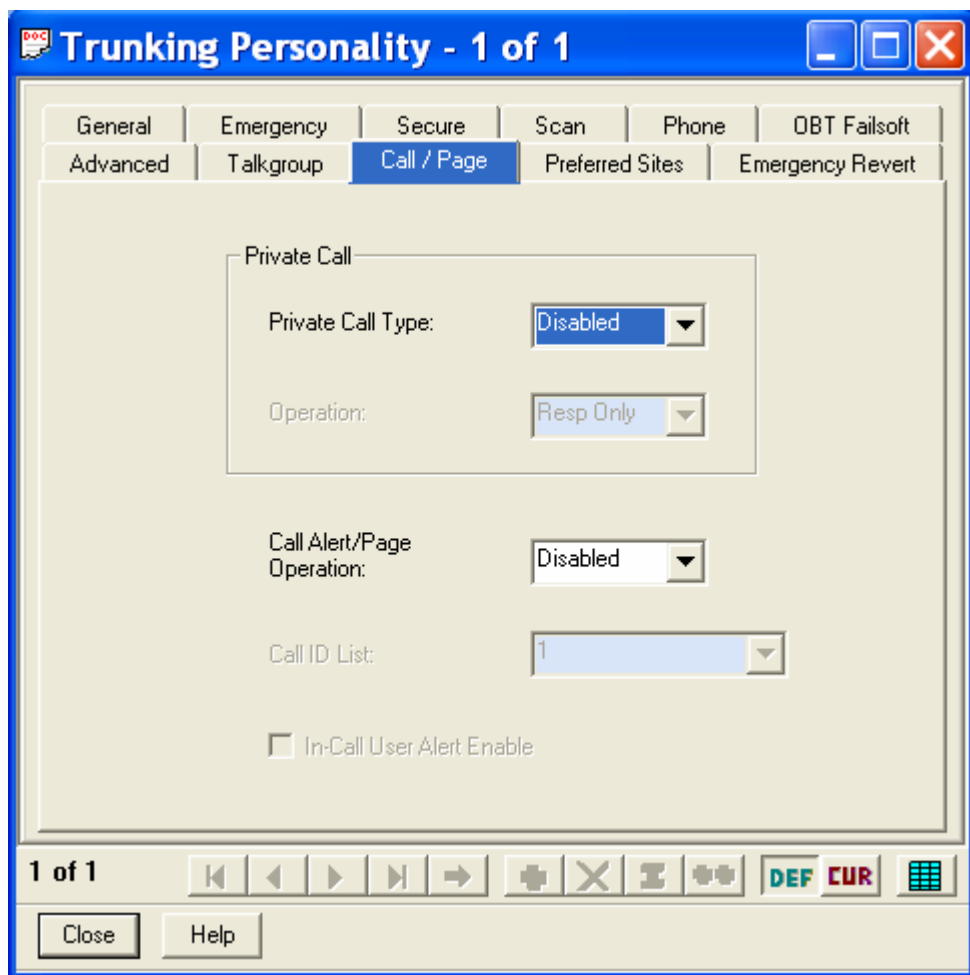 DOC
Trunking Personality - 1 of 1
General Emergency Secure Scan Phone OBT Failsoft
Advanced Talkgroup Call / Page Preferred Sites Emergency Revert
Private Call
Private Call Type: Disabled
Operation: Resp Only
Call Alert/Page
Operation: Disabled
Call ID List: 1
In-Call User Alert Enable
1 of 1 DEF CUR
Close Help